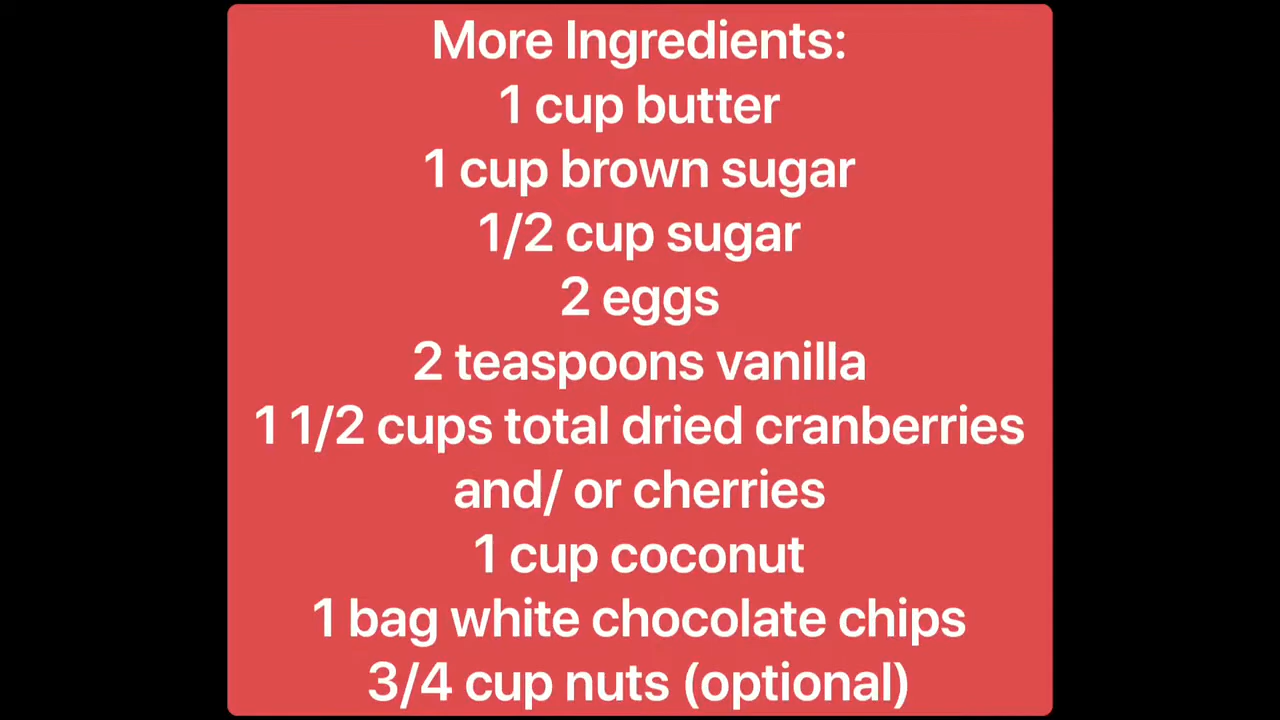 More Ingredients:
1 cup butter
1 cup brown sugar
1/2 cup sugar
2 eggs
2 teaspoons vanilla
1 1/2 cups total dried cranberries
and/ or cherries
1 cup coconut
1 bag white chocolate chips
3/4 cup nuts (optional)